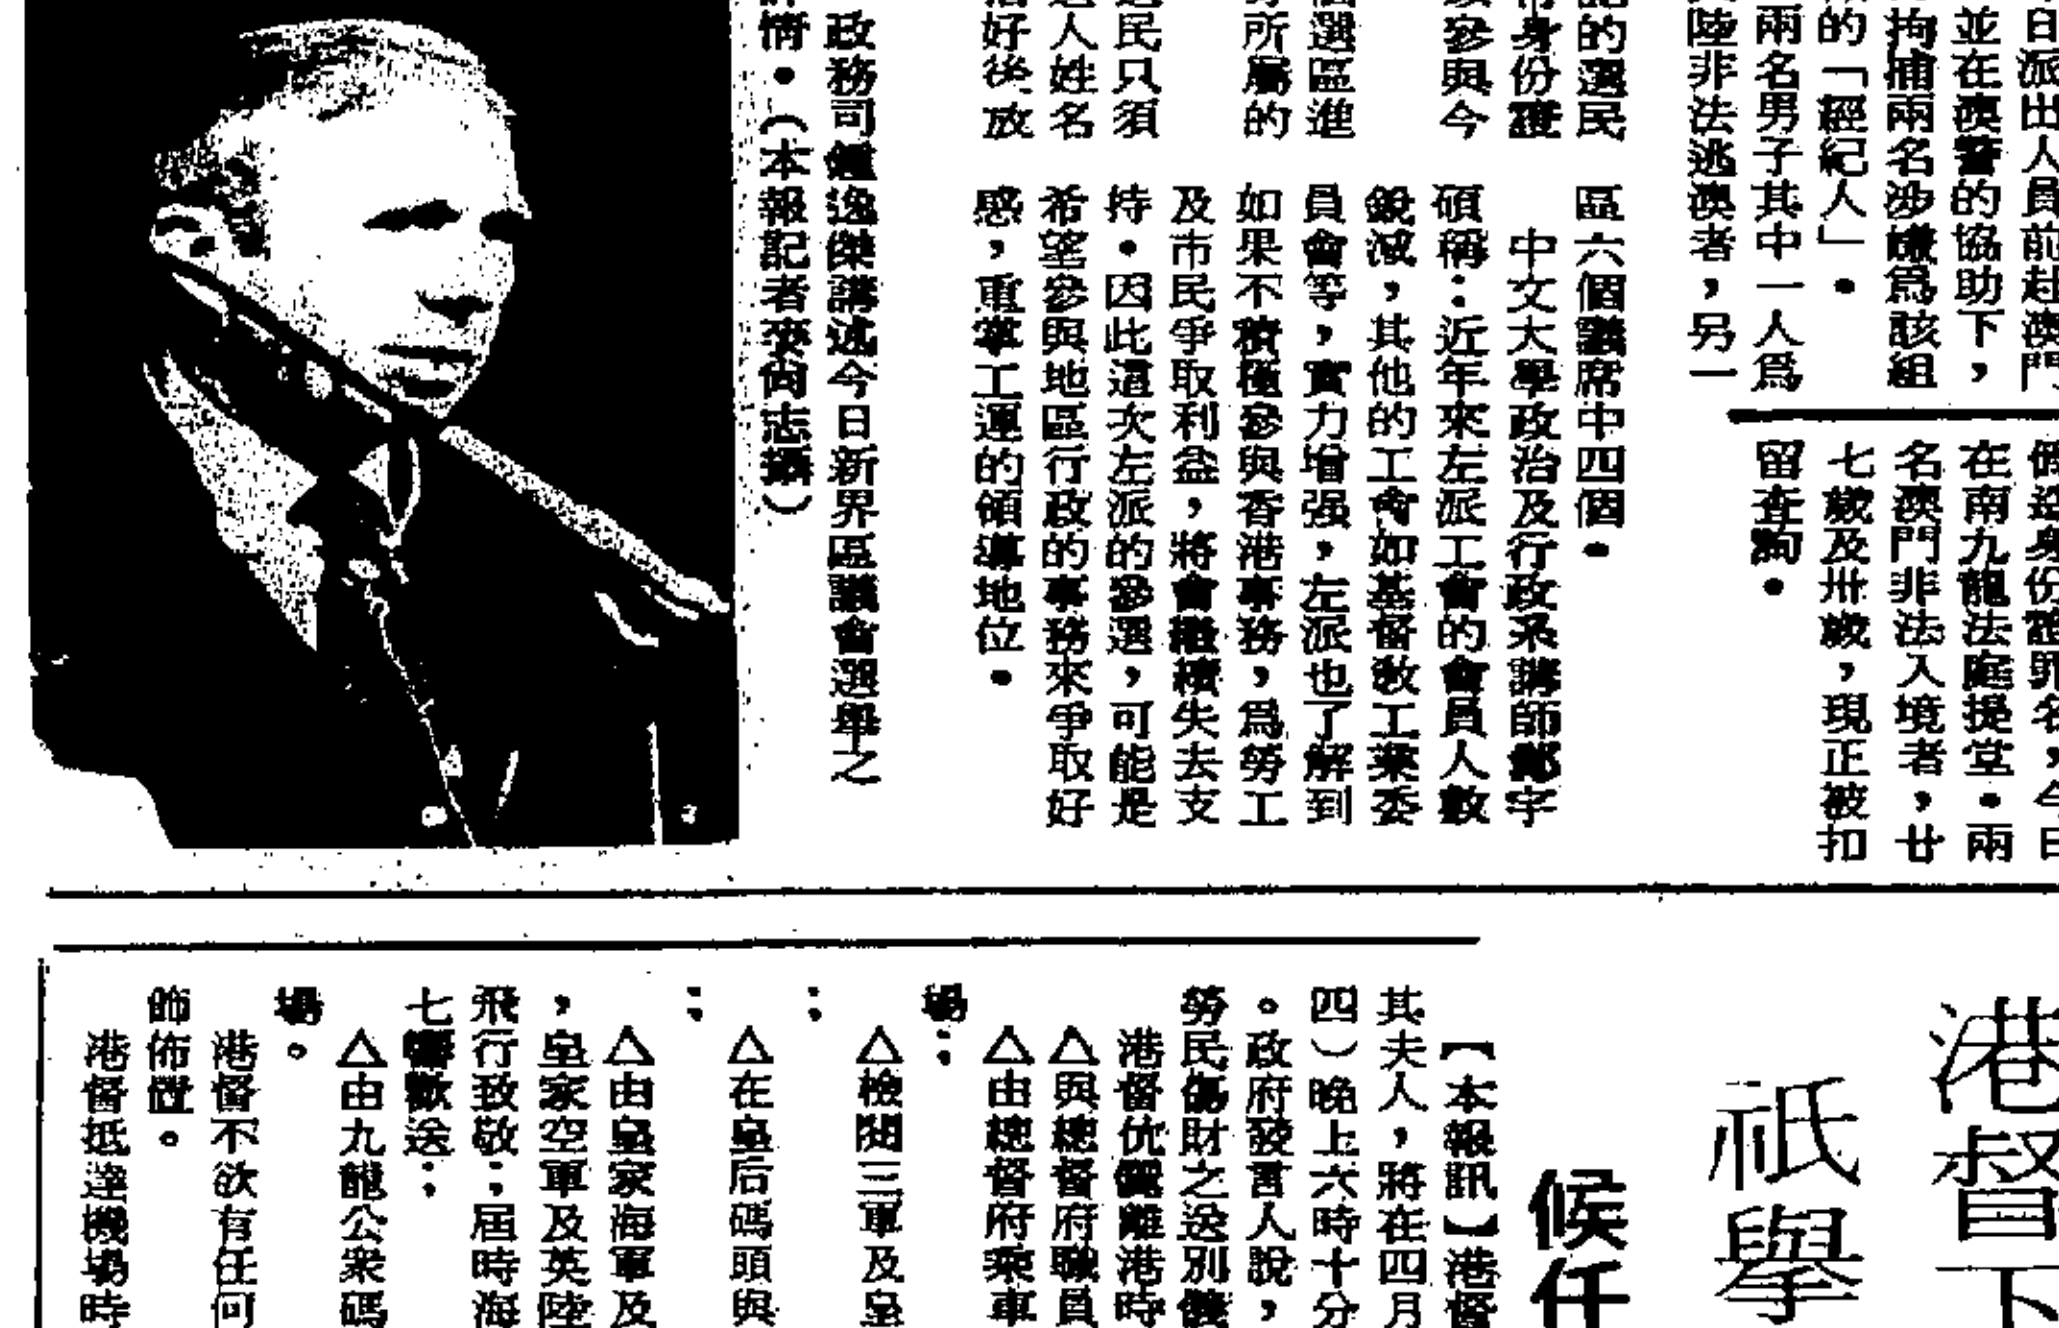 日派出人員前赴澳門
並在澳警的協助下，
拘捕兩名涉嫌為該組
的「經紀人」。
兩名男子其中一人為
陸非法逃澳者，另一
假造身份證罪名，今日
在南九龍法庭提堂。兩
名澳門非法入境者，廿
七歲及卅歲，現正被扣
留查詢。
記的選民
身份證
參與今
選區進
所屬的
民只須
人姓名
好後放
區六個議席中四個。
中文大學政治及行政系講師鄭宇
碩稱：近年來左派工會的會員人數
銳減，其他的工會如基督教工業委
員會等，實力增强，左派也了解到
如果不積極參與香港事務，為勞工
及市民爭取利益，將會繼續失去支
持。因此這次左派的參選，可能是
希望參與地區行政的事務來爭取好
感，重掌工運的領導地位。
政務司鍾逸傑講述今日新界區議會選舉之
詳情。（本報記者麥尚志攝）
港督下
祇舉
候任
【本報訊】港督
其夫人，將在四月
四）晚上六時十分
。政府發言人說，
勞民傷財之送別儀
港督伉儷離港時
△與總督府職員
△由總督府乘車
場；
△檢閱三軍及皇
；
△在皇后碼頭與
；
△由皇家海軍及
皇家空軍及英陸
，
飛行致敬；屆時海
七響歡送；
△由九龍公衆碼
場。
港督不欲有任何
飾佈置。
港督抵達機場時